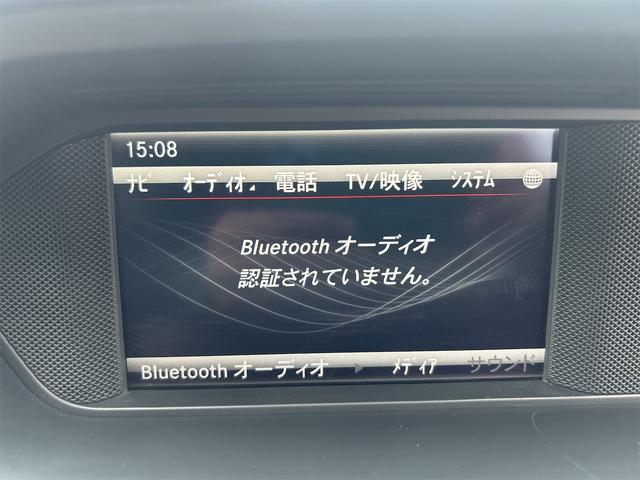 15:08
ﾅﾋﾞ ｵｰﾃﾞｨｵ 電話 TV/映像 ｼｽﾃﾑ
Bluetooth オーディオ
認証されていません。
Bluetooth オーディオ ﾒﾃﾞｨｱ サウンド